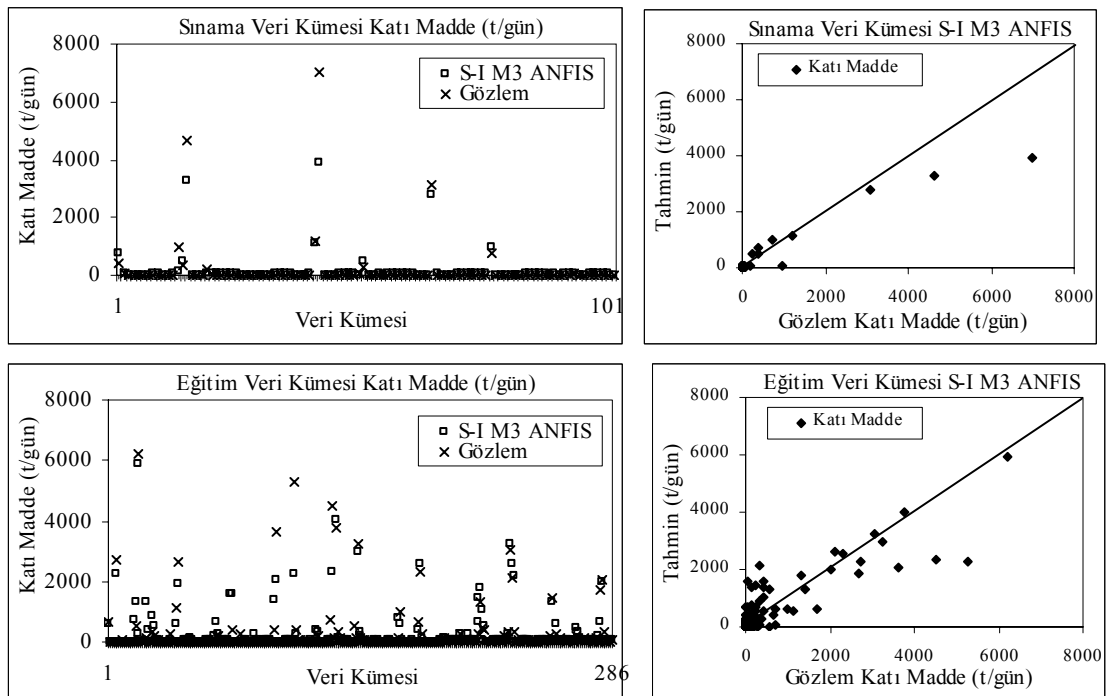 Sınama Veri Kümesi Katı Madde (t/gün)
8000
6000
4000
2000
0
Katı Madde (t/gün)
S-I M3 ANFIS
Gözlem
1
101
Veri Kümesi
Sınama Veri Kümesi S-I M3 ANFIS
8000
6000
4000
2000
0
Tahmin (t/gün)
Katı Madde
0
2000
4000
6000
8000
Gözlem Katı Madde (t/gün)
Eğitim Veri Kümesi Katı Madde (t/gün)
8000
6000
4000
2000
0
Katı Madde (t/gün)
S-I M3 ANFIS
Gözlem
1
286
Veri Kümesi
Eğitim Veri Kümesi S-I M3 ANFIS
8000
6000
4000
2000
0
Tahmin (t/gün)
Katı Madde
0
2000
4000
6000
8000
Gözlem Katı Madde (t/gün)